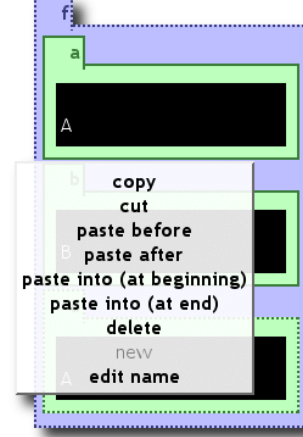 f
a
A
b
copy
cut
paste before
paste after
B
paste into (at beginning)
paste into (at end)
delete
new
edit name
A